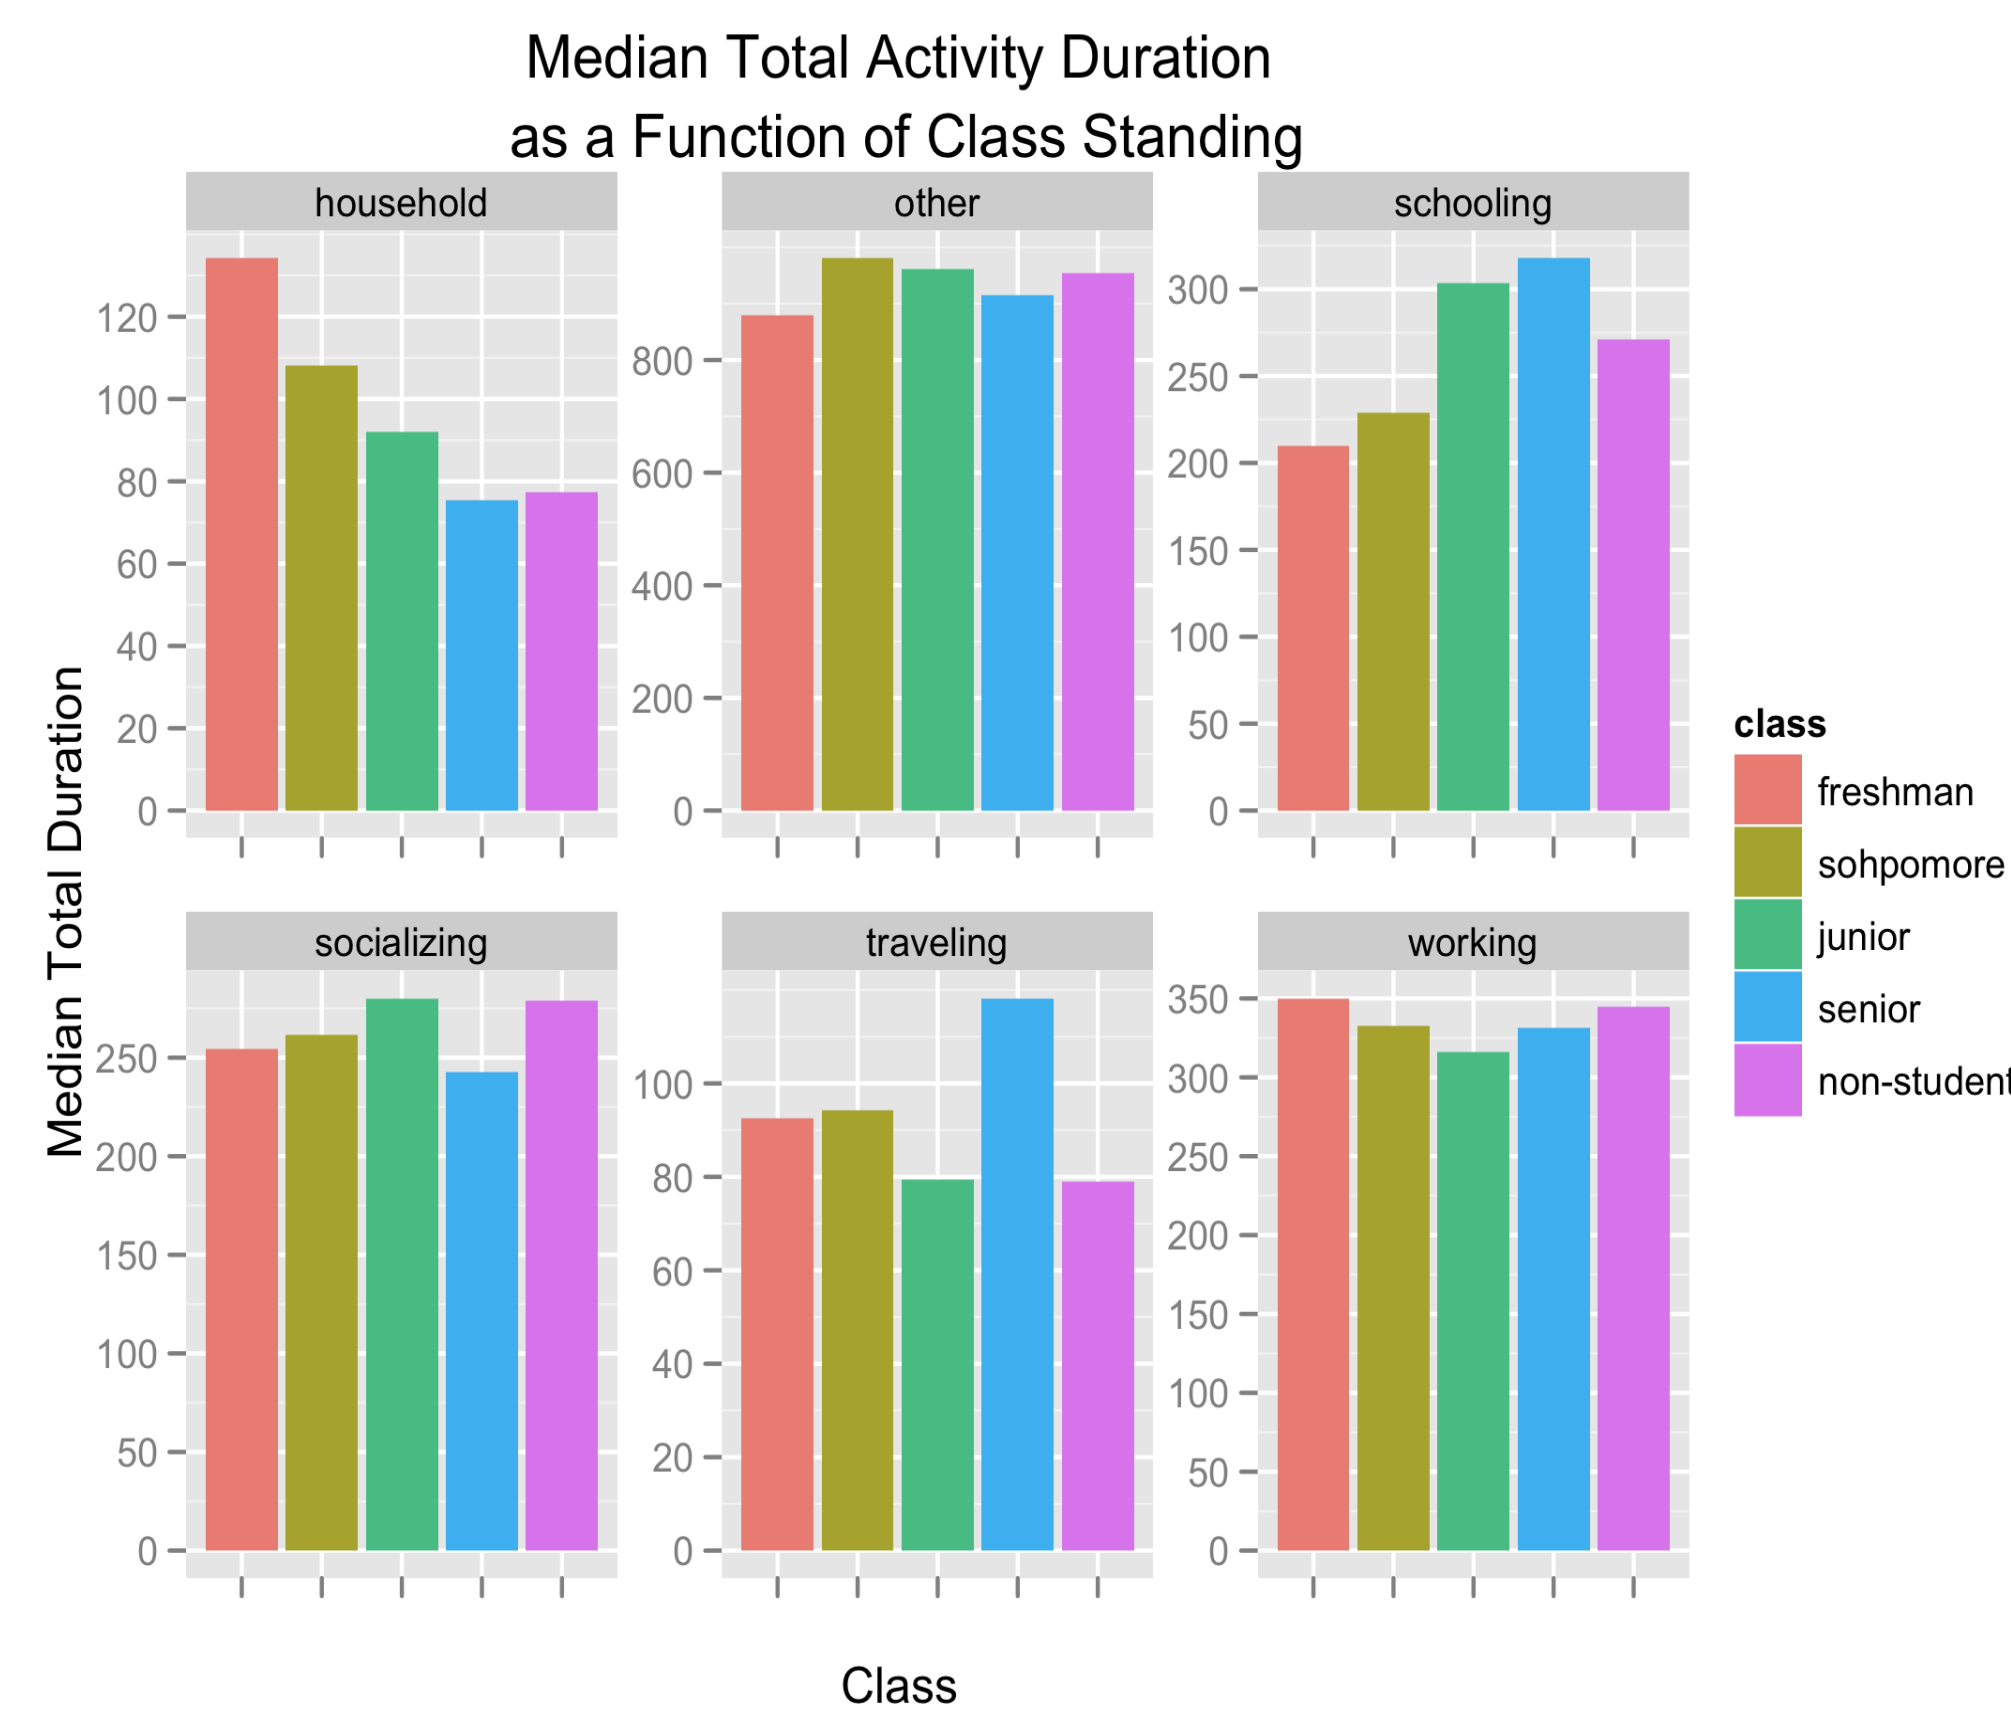 Median Total Activity Duration
as a Function of Class Standing
household
other
schooling
120
100
80
60
40
20
0
800
600
400
200
0
300
250
200
150
100
50
0
Median Total Duration
socializing
traveling
working
250
200
150
100
50
0
100
80
60
40
20
0
350
300
250
200
150
100
50
0
Class
class
freshman
sohpomore
junior
senior
non-student